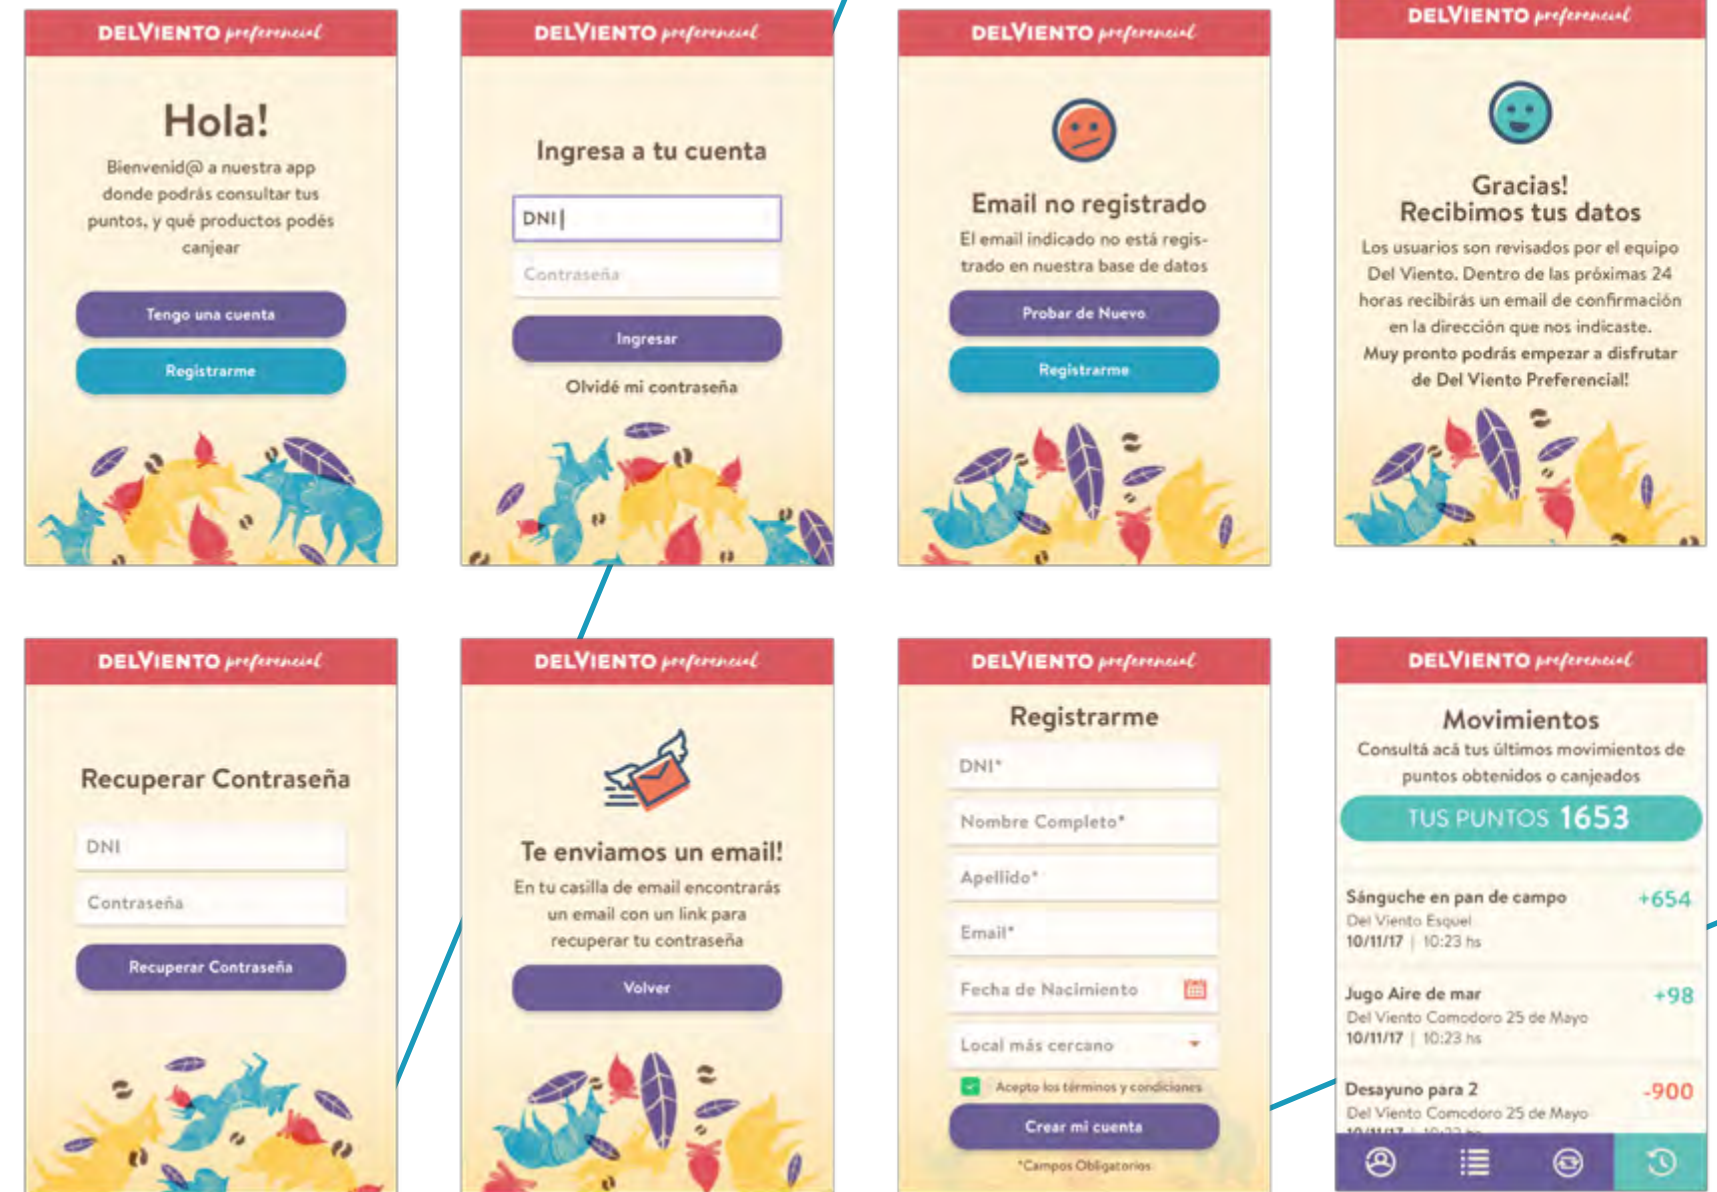 DELVIENTO preferencial
Hola!
Bienvenid@ a nuestra app
donde podrás consultar tus
puntos, y qué productos podés
canjear
Tengo una cuenta
Registrarme
DELVIENTO preferencial
Ingresa a tu cuenta
DNI
Contraseña
Ingresar
Olvidé mi contraseña
DELVIENTO preferencial
Email no registrado
El email indicado no está regis-
trado en nuestra base de datos
Probar de Nuevo
Registrarme
DELVIENTO preferencial
Gracias!
Recibimos tus datos
Los usuarios son revisados por el equipo
Del Viento. Dentro de las próximas 24
horas recibirás un email de confirmación
en la dirección que nos indicaste.
Muy pronto podrás empezar a disfrutar
de Del Viento Preferencial!
DELVIENTO preferencial
Recuperar Contraseña
DNI
Contraseña
Recuperar Contraseña
DELVIENTO preferencial
Te enviamos un email!
En tu casilla de email encontrarás
un email con un link para
recuperar tu contraseña
Volver
DELVIENTO preferencial
Registrarme
DNI*
Nombre Completo*
Apellido*
Email*
Fecha de Nacimiento
Local más cercano
Acepto los términos y condiciones
Crear mi cuenta
*Campos Obligatorios
DELVIENTO preferencial
Movimientos
Consultá acá tus últimos movimientos de
puntos obtenidos o canjeados
TUS PUNTOS 1653
Sánguche en pan de campo +654
Del Viento Esquel
10/11/17 | 10:23 hs
Jugo Aire de mar +98
Del Viento Comodoro 25 de Mayo
10/11/17 | 10:23 hs
Desayuno para 2 -900
Del Viento Comodoro 25 de Mayo